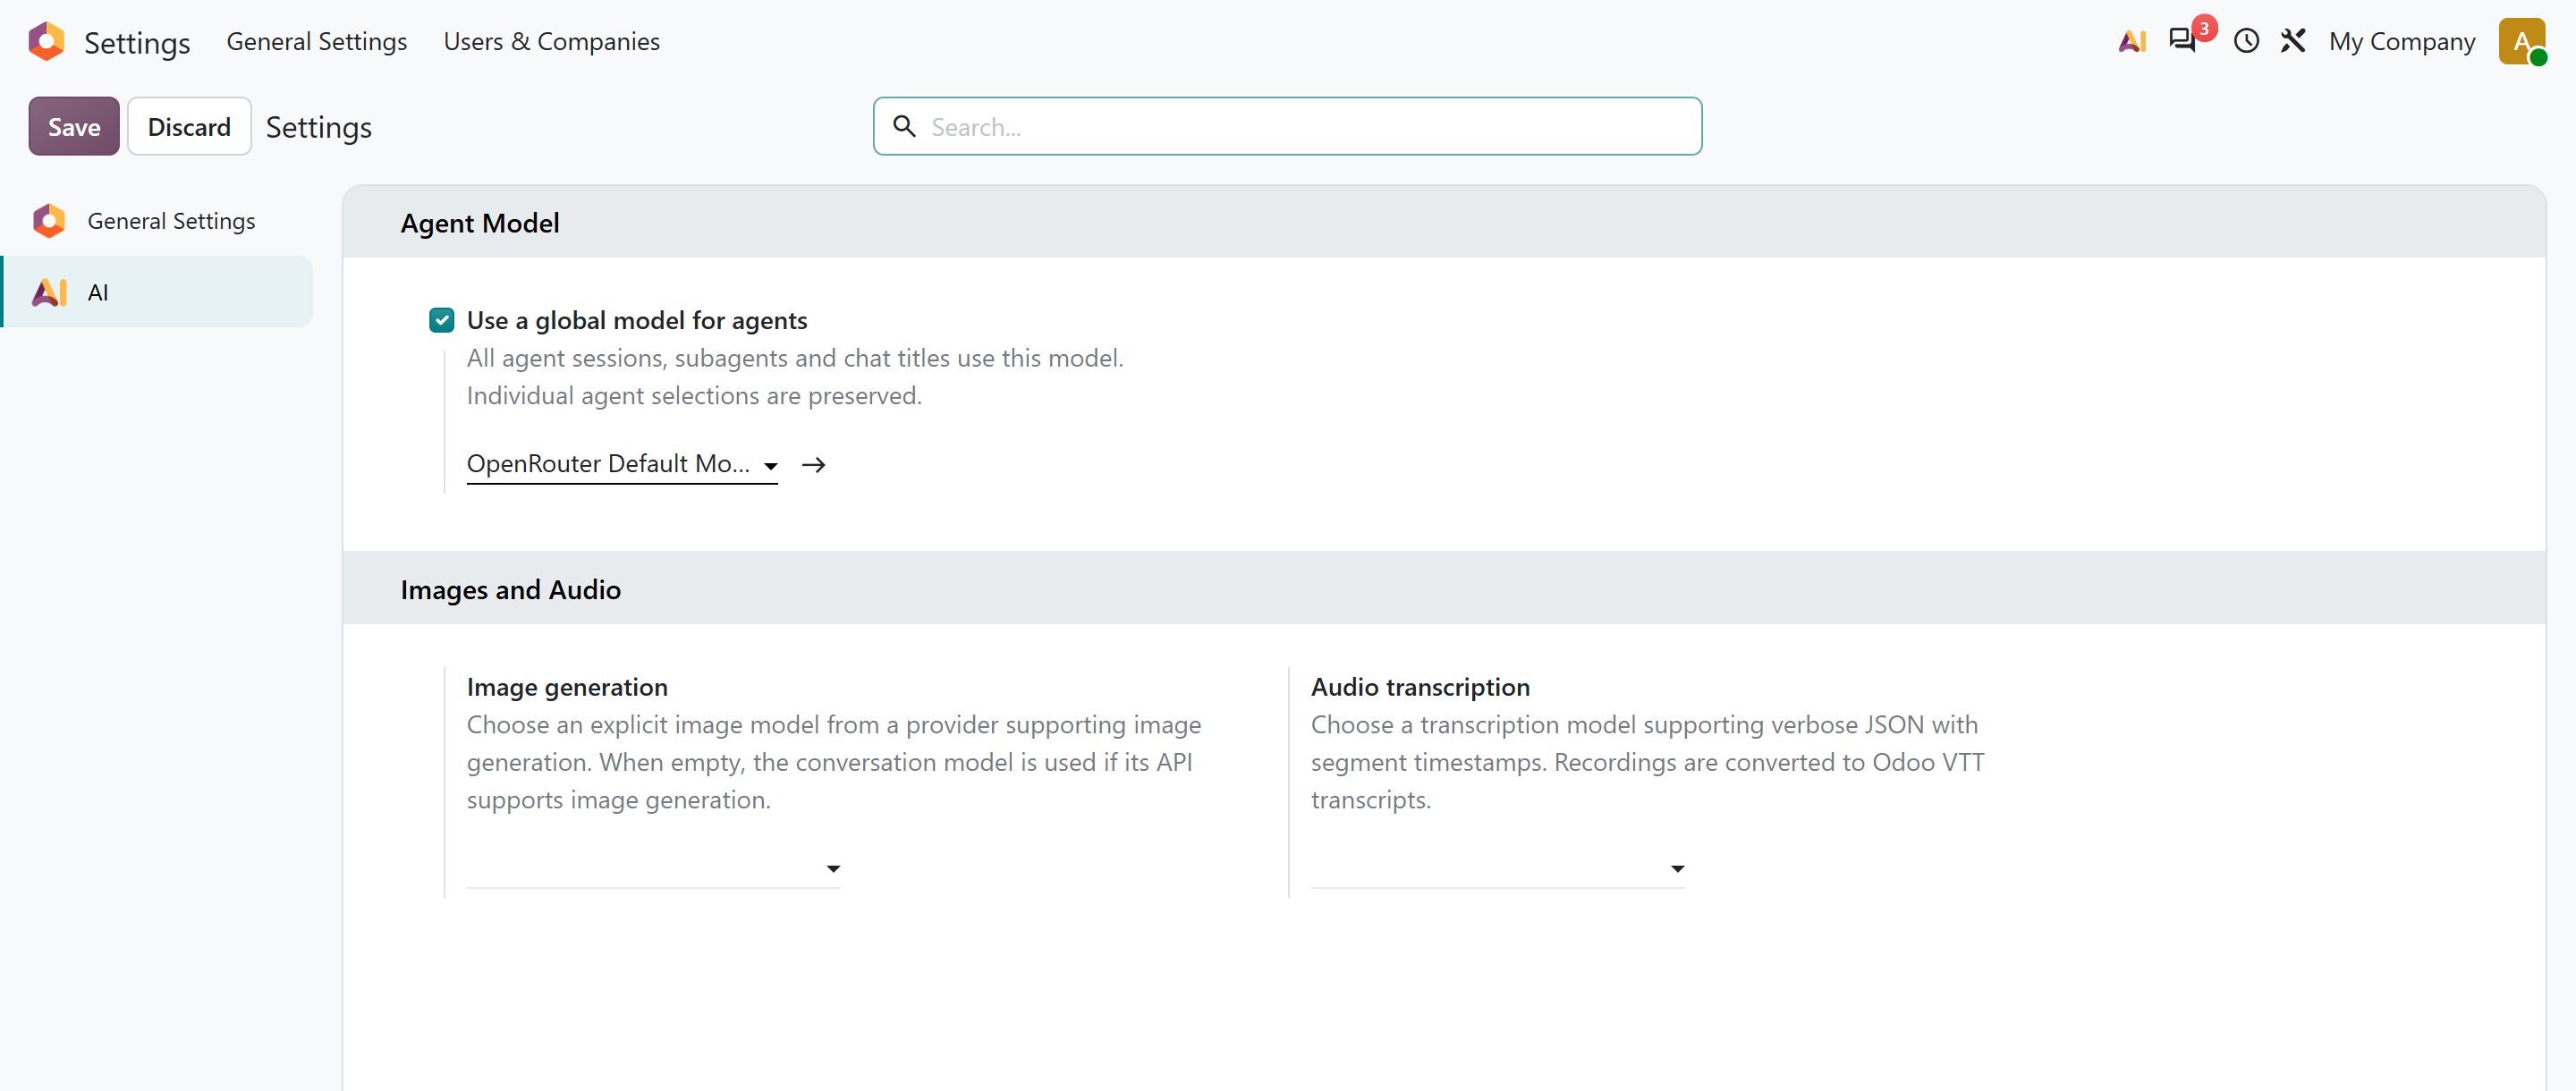 Settings General Settings Users & Companies AI 3 My Company A
Save Discard Settings Search...
General Settings
AI AI
Agent Model
Use a global model for agents
All agent sessions, subagents and chat titles use this model.
Individual agent selections are preserved.
OpenRouter Default Mo...
Images and Audio
Image generation
Choose an explicit image model from a provider supporting image
generation. When empty, the conversation model is used if its API
supports image generation.
Audio transcription
Choose a transcription model supporting verbose JSON with
segment timestamps. Recordings are converted to Odoo VTT
transcripts.